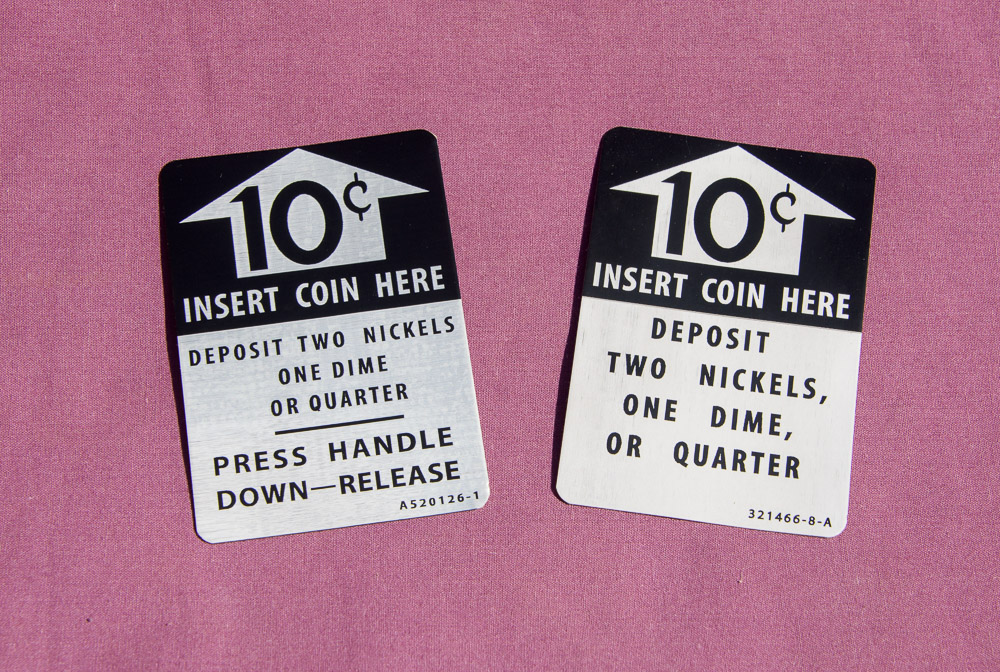 10¢
INSERT COIN HERE
DEPOSIT TWO NICKELS
ONE DIME
OR QUARTER
PRESS HANDLE
DOWN—RELEASE
A520126-1
10¢
INSERT COIN HERE
DEPOSIT
TWO NICKELS,
ONE DIME,
OR QUARTER
321466-8-A